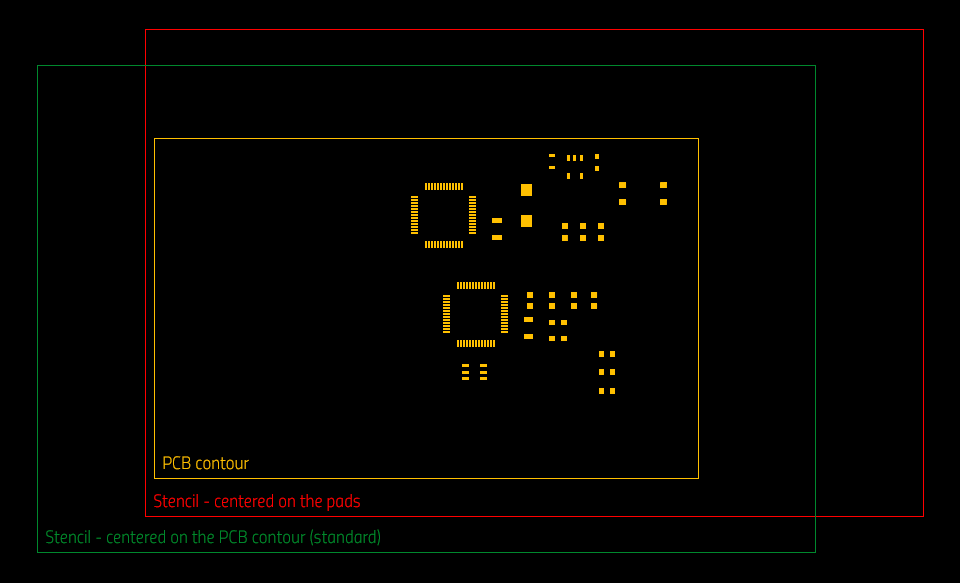 PCB contour
Stencil - centered on the pads
Stencil - centered on the PCB contour (standard)